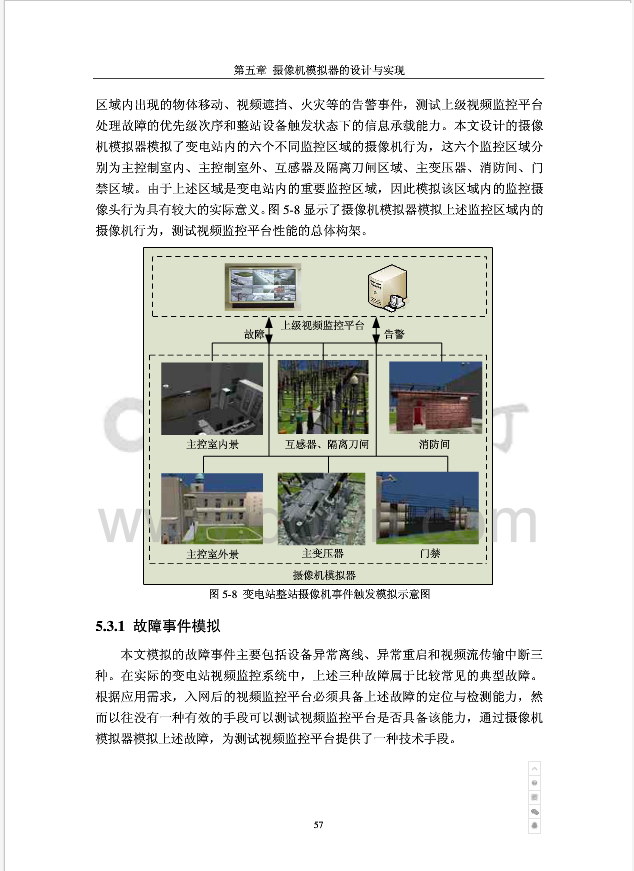 第五章 摄像机模拟器的设计与实现
区域内出现的物体移动、视频遮挡、火灾等的告警事件，测试上级视频监控平台
处理故障的优先级次序和整站设备触发状态下的信息承载能力。本文设计的摄像
机模拟器模拟了变电站内的六个不同监控区域的摄像机行为，这六个监控区域分
别为主控制室内、主控制室外、互感器及隔离刀闸区域、主变压器、消防间、门
禁区域。由于上述区域是变电站内的重要监控区域，因此模拟该区域内的监控摄
像头行为具有较大的实际意义。图 5-8 显示了摄像机模拟器模拟上述监控区域内的
摄像机行为，测试视频监控平台性能的总体构架。
上级视频监控平台
故障
告警
主控室内景
互感器、隔离刀闸
消防间
主控室外景
主变压器
门禁
摄像机模拟器
图 5-8 变电站整站摄像机事件触发模拟示意图
5.3.1 故障事件模拟
本文模拟的故障事件主要包括设备异常离线、异常重启和视频流传输中断三
种。在实际的变电站视频监控系统中，上述三种故障属于比较常见的典型故障。
根据应用需求，入网后的视频监控平台必须具备上述故障的定位与检测能力，然
而以往没有一种有效的手段可以测试视频监控平台是否具备该能力，通过摄像机
模拟器模拟上述故障，为测试视频监控平台提供了一种技术手段。
57